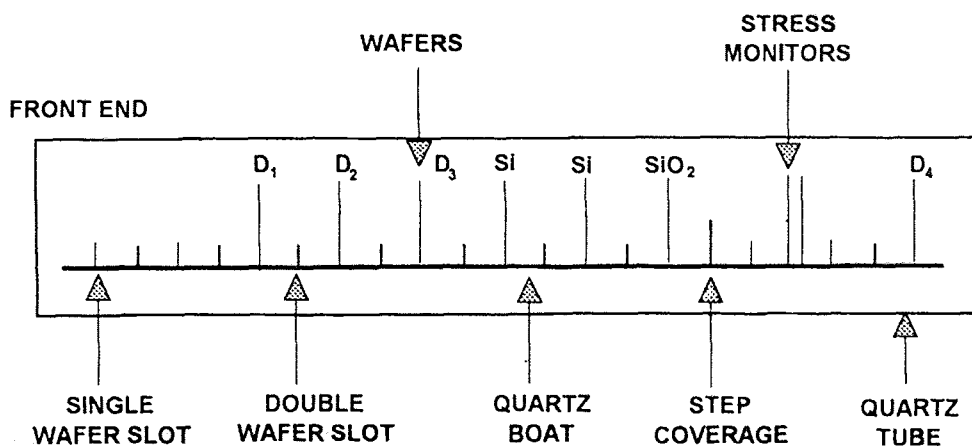 WAFERS
STRESS
MONITORS
FRONT END
D₁ D₂ D₃ Si Si SiO₂ D₄
SINGLE
WAFER SLOT
DOUBLE
WAFER SLOT
QUARTZ
BOAT
STEP
COVERAGE
QUARTZ
TUBE